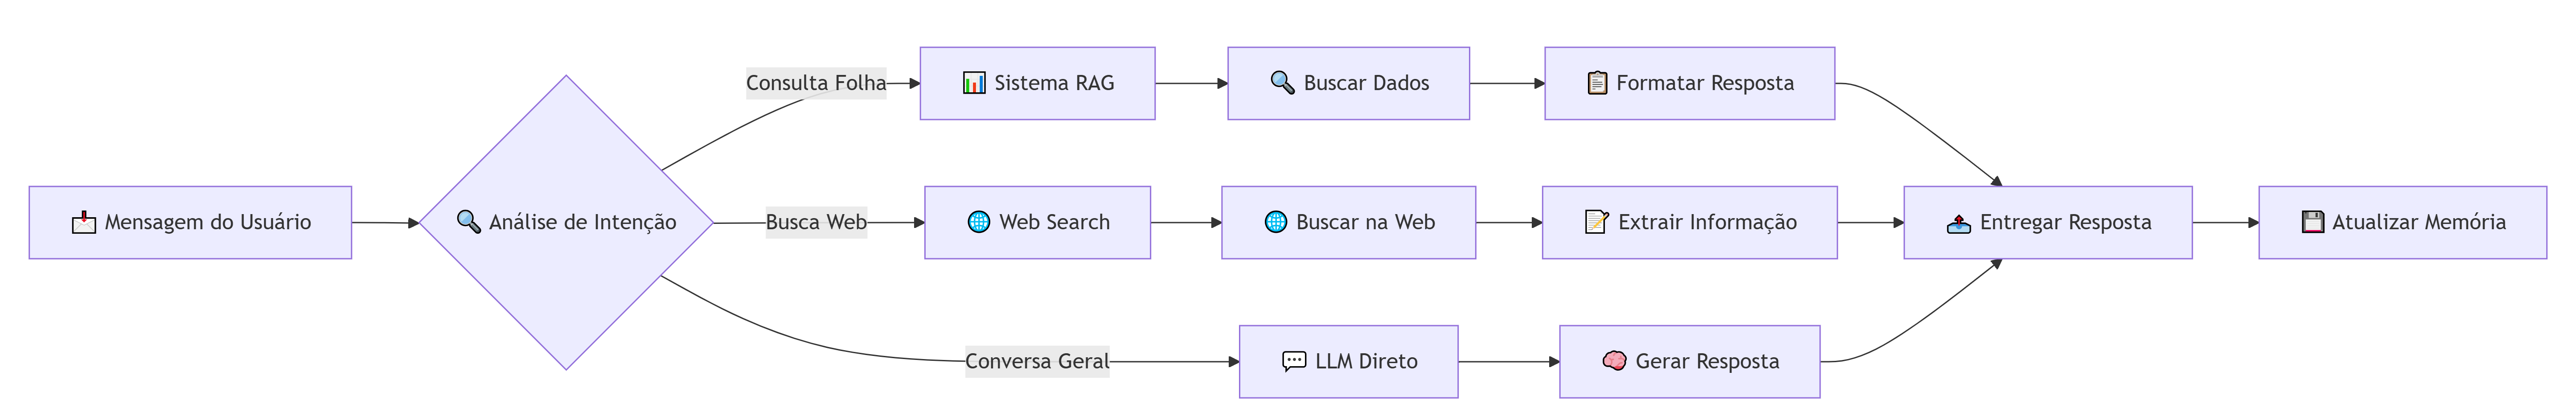 Mensagem do Usuário
Análise de Intenção
Consulta Folha
Sistema RAG
Buscar Dados
Formatar Resposta
Busca Web
Web Search
Buscar na Web
Extrair Informação
Conversa Geral
LLM Direto
Gerar Resposta
Entregar Resposta
Atualizar Memória